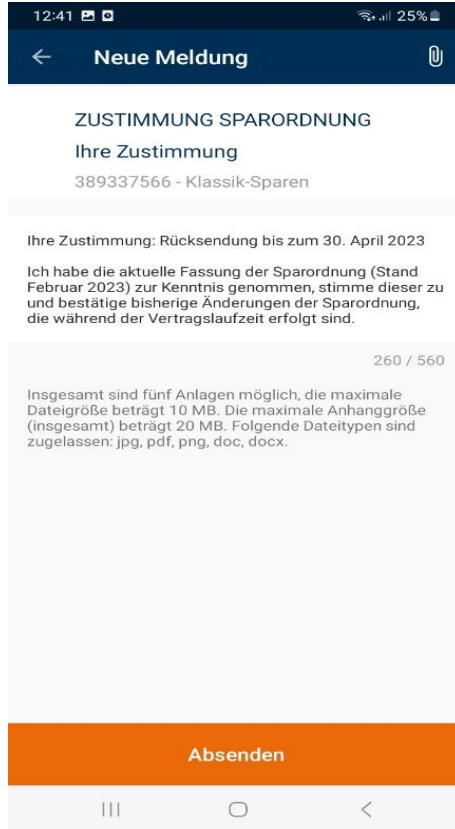 12:41 25%
Neue Meldung
ZUSTIMMUNG SPARORDNUNG
Ihre Zustimmung
389337566 - Klassik-Sparen
Ihre Zustimmung: Rücksendung bis zum 30. April 2023
Ich habe die aktuelle Fassung der Sparordnung (Stand
Februar 2023) zur Kenntnis genommen, stimme dieser zu
und bestätige bisherige Änderungen der Sparordnung,
die während der Vertragslaufzeit erfolgt sind.
260 / 560
Insgesamt sind fünf Anlagen möglich, die maximale
Dateigröße beträgt 10 MB. Die maximale Anhanggröße
(insgesamt) beträgt 20 MB. Folgende Dateitypen sind
zugelassen: jpg, pdf, png, doc, docx.
Absenden